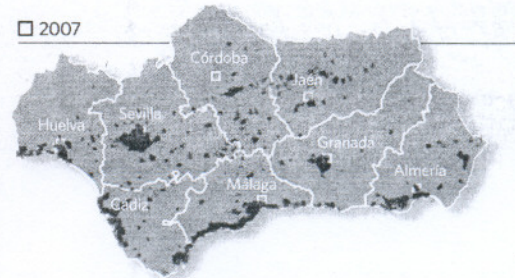 2007
Córdoba
Jaén
Sevilla
Huelva
Granada
Almería
Málaga
Cádiz